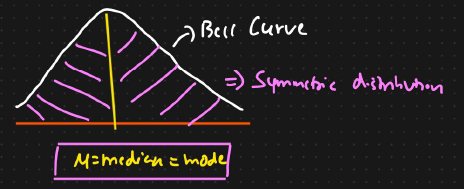 Bell Curve
=> Symmetric distribution
M=median=mode